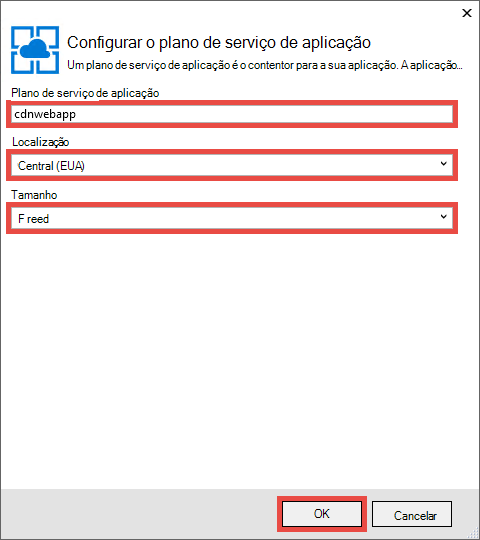 Configurar o plano de serviço de aplicação
Um plano de serviço de aplicação é o contentor para a sua aplicação. A aplicação...
Plano de serviço de aplicação
cdnwebapp
Localização
Central (EUA)
Tamanho
F reed
OK
Cancelar